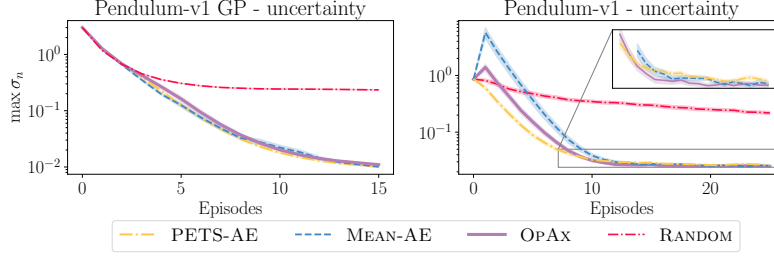 Pendulum-v1 GP - uncertainty
max σn
10^0
10^-1
10^-2
0
5
10
15
Episodes
Pendulum-v1 - uncertainty
10^0
10^-1
0
10
20
Episodes
PETS-AE
MEAN-AE
OPAX
RANDOM